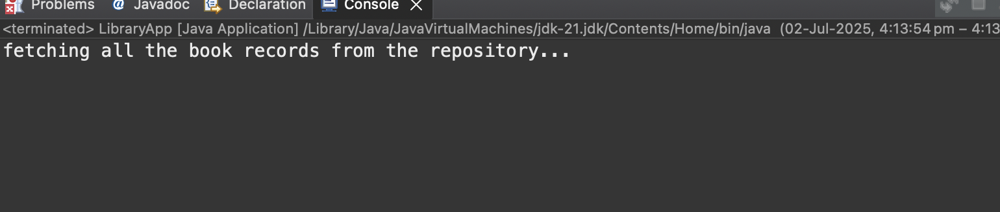 Problems @ Javadoc Declaration Console
<terminated> LibraryApp [Java Application] /Library/Java/JavaVirtualMachines/jdk-21.jdk/Contents/Home/bin/java (02-Jul-2025, 4:13:54 pm – 4:13
fetching all the book records from the repository...